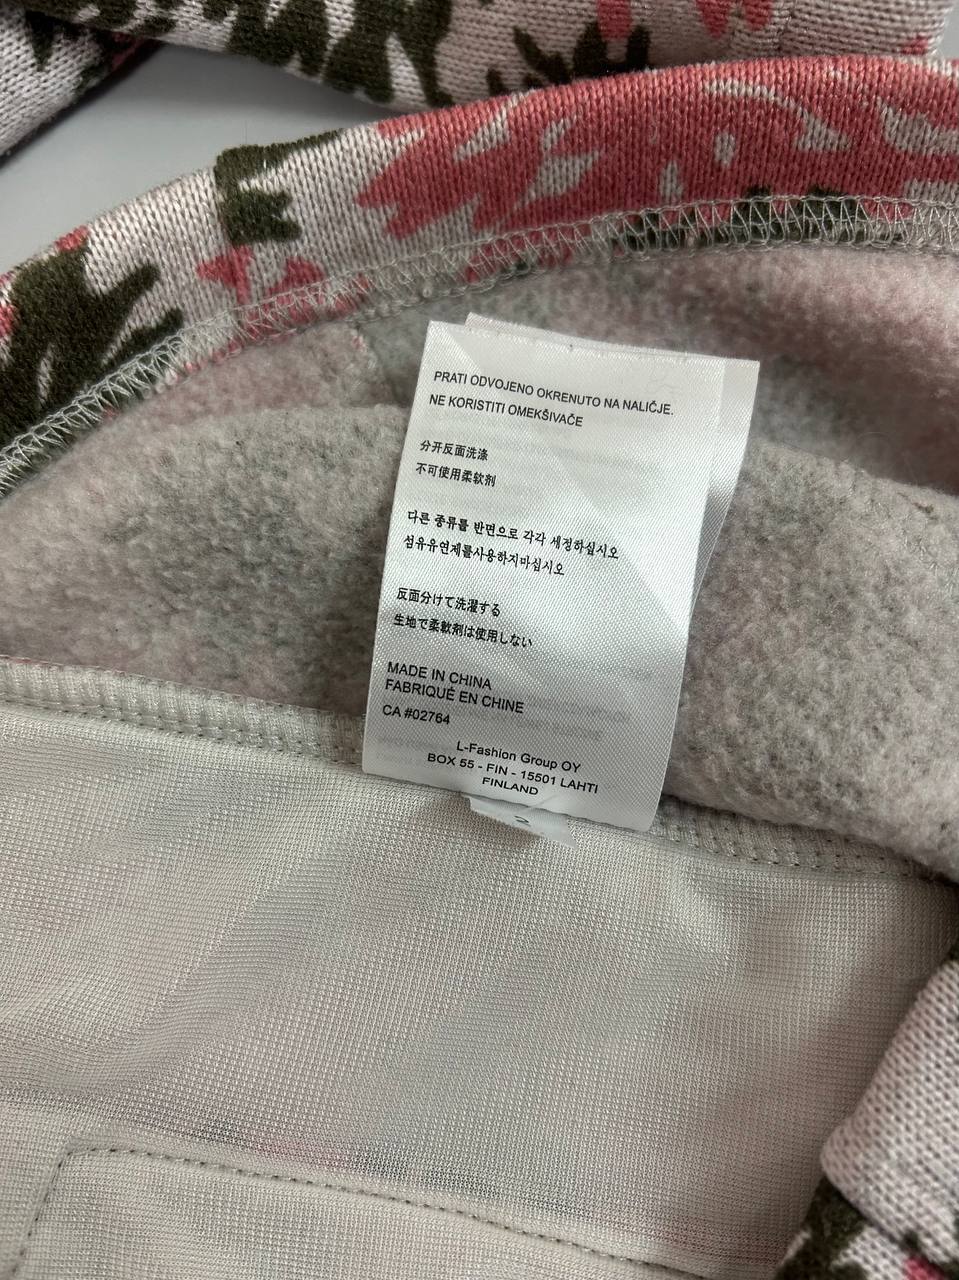 PRATI ODVOJENO OKRENUTO NA NALIČJE.
NE KORISTITI OMEKŠIVAČE
分开反面洗涤
不可使用柔软剂
다른 종류를 반면으로 각각 세정하십시오
섬유유연제를사용하지마십시오
反面分けて洗濯する
生地で柔軟剤は使用しない
MADE IN CHINA
FABRIQUÉ EN CHINE
CA #02764
L-Fashion Group OY
BOX 55 - FIN - 15501 LAHTI
FINLAND
2